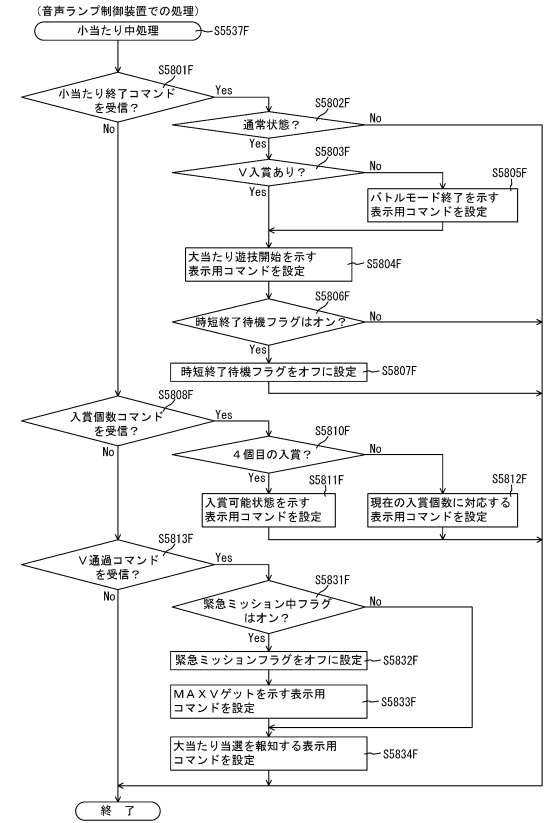 （音声ランプ制御装置での処理）
小当たり中処理
S5537F
S5801F
小当たり終了コマンド
を受信？
Yes
No
S5802F
通常状態？
No
Yes
S5803F
Ｖ入賞あり？
No
Yes
S5805F
バトルモード終了を示す
表示用コマンドを設定
大当たり遊技開始を示す
表示用コマンドを設定
S5804F
S5806F
時短終了待機フラグはオン？
No
Yes
時短終了待機フラグをオフに設定
S5807F
S5808F
入賞個数コマンド
を受信？
Yes
No
S5810F
４個目の入賞？
No
Yes
S5811F
入賞可能状態を示す
表示用コマンドを設定
S5812F
現在の入賞個数に対応する
表示用コマンドを設定
S5813F
Ｖ通過コマンド
を受信？
Yes
No
S5831F
緊急ミッション中フラグ
はオン？
No
Yes
緊急ミッションフラグをオフに設定
S5832F
ＭＡＸＶゲットを示す表示用
コマンドを設定
S5833F
大当たり当選を報知する表示用
コマンドを設定
S5834F
終 了